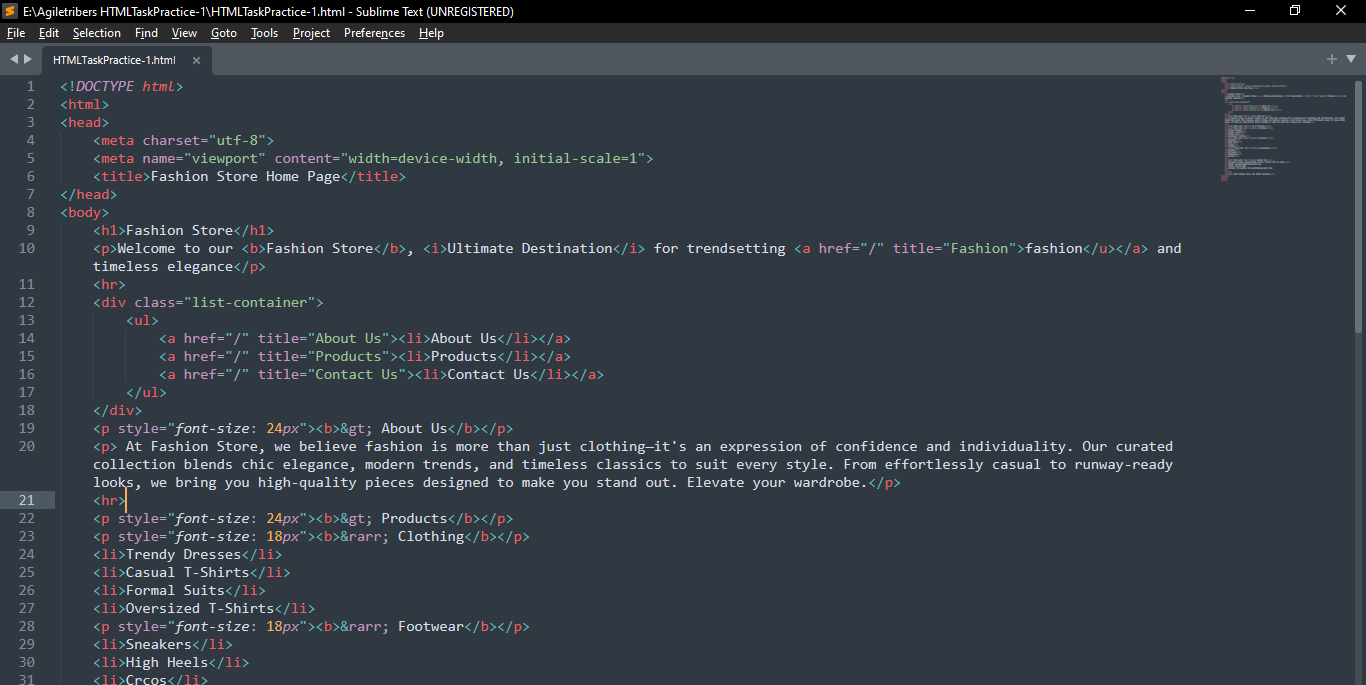 E:\Agiletribers HTMLTaskPractice-1\HTMLTaskPractice-1.html - Sublime Text (UNREGISTERED)
File Edit Selection Find View Goto Tools Project Preferences Help
HTMLTaskPractice-1.html
1 <!DOCTYPE html>
2 <html>
3 <head>
4 <meta charset="utf-8">
5 <meta name="viewport" content="width=device-width, initial-scale=1">
6 <title>Fashion Store Home Page</title>
7 </head>
8 <body>
9 <h1>Fashion Store</h1>
10 <p>Welcome to our <b>Fashion Store</b>, <i>Ultimate Destination</i> for trendsetting <a href="/" title="Fashion">fashion</u></a> and
timeless elegance</p>
11 <hr>
12 <div class="list-container">
13 <ul>
14 <a href="/" title="About Us"><li>About Us</li></a>
15 <a href="/" title="Products"><li>Products</li></a>
16 <a href="/" title="Contact Us"><li>Contact Us</li></a>
17 </ul>
18 </div>
19 <p style="font-size: 24px"><b>&gt; About Us</b></p>
20 <p> At Fashion Store, we believe fashion is more than just clothing—it's an expression of confidence and individuality. Our curated
collection blends chic elegance, modern trends, and timeless classics to suit every style. From effortlessly casual to runway-ready
looks, we bring you high-quality pieces designed to make you stand out. Elevate your wardrobe.</p>
21 <hr>
22 <p style="font-size: 24px"><b>&gt; Products</b></p>
23 <p style="font-size: 18px"><b>&rarr; Clothing</b></p>
24 <li>Trendy Dresses</li>
25 <li>Casual T-Shirts</li>
26 <li>Formal Suits</li>
27 <li>Oversized T-Shirts</li>
28 <p style="font-size: 18px"><b>&rarr; Footwear</b></p>
29 <li>Sneakers</li>
30 <li>High Heels</li>
31 <li>Crcos</li>